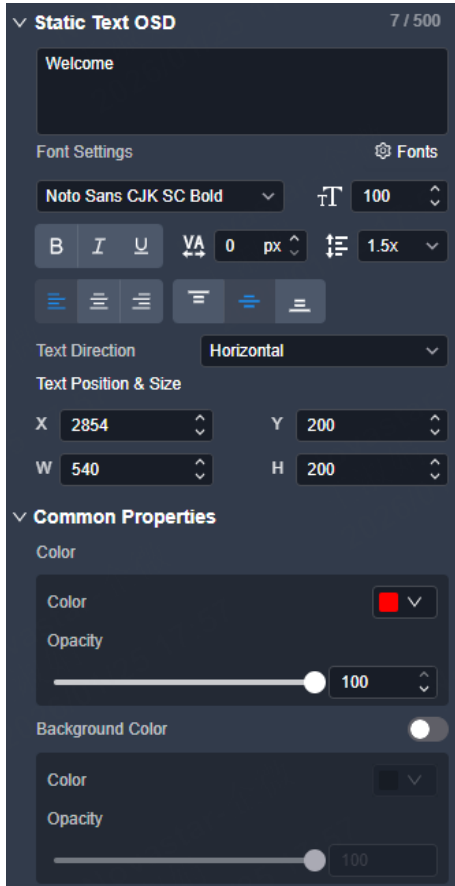 Static Text OSD 7 / 500
Welcome
Font Settings Fonts
Noto Sans CJK SC Bold TT 100
B I U VA 0 px 1.5x
Text Direction Horizontal
Text Position & Size
X 2854 Y 200
W 540 H 200
Common Properties
Color
Color
Opacity
100
Background Color
Color
Opacity
100